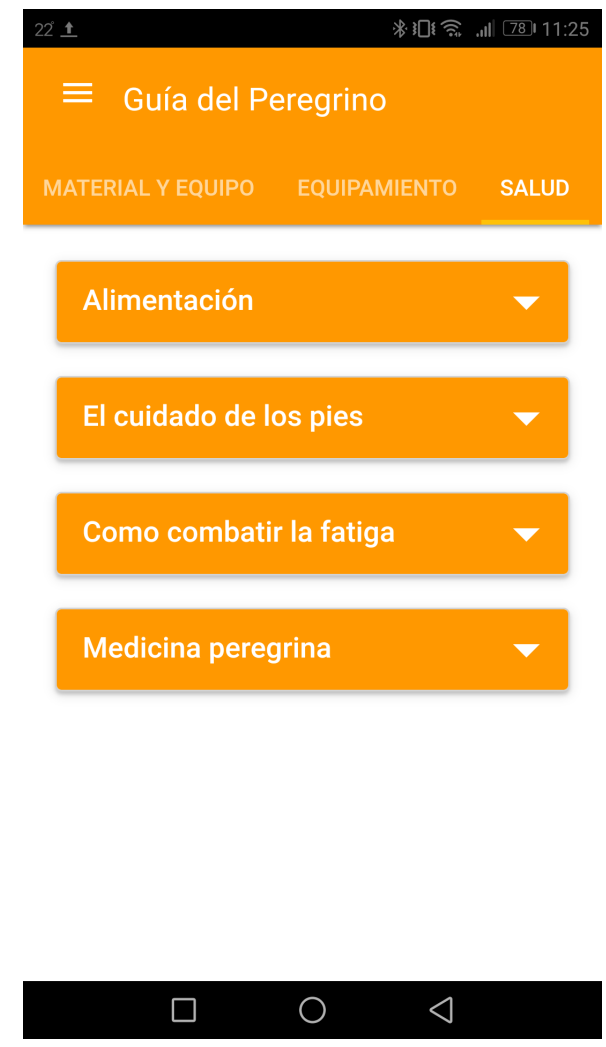 22° 78 11:25
Guía del Peregrino
MATERIAL Y EQUIPO EQUIPAMIENTO SALUD
Alimentación
El cuidado de los pies
Como combatir la fatiga
Medicina peregrina